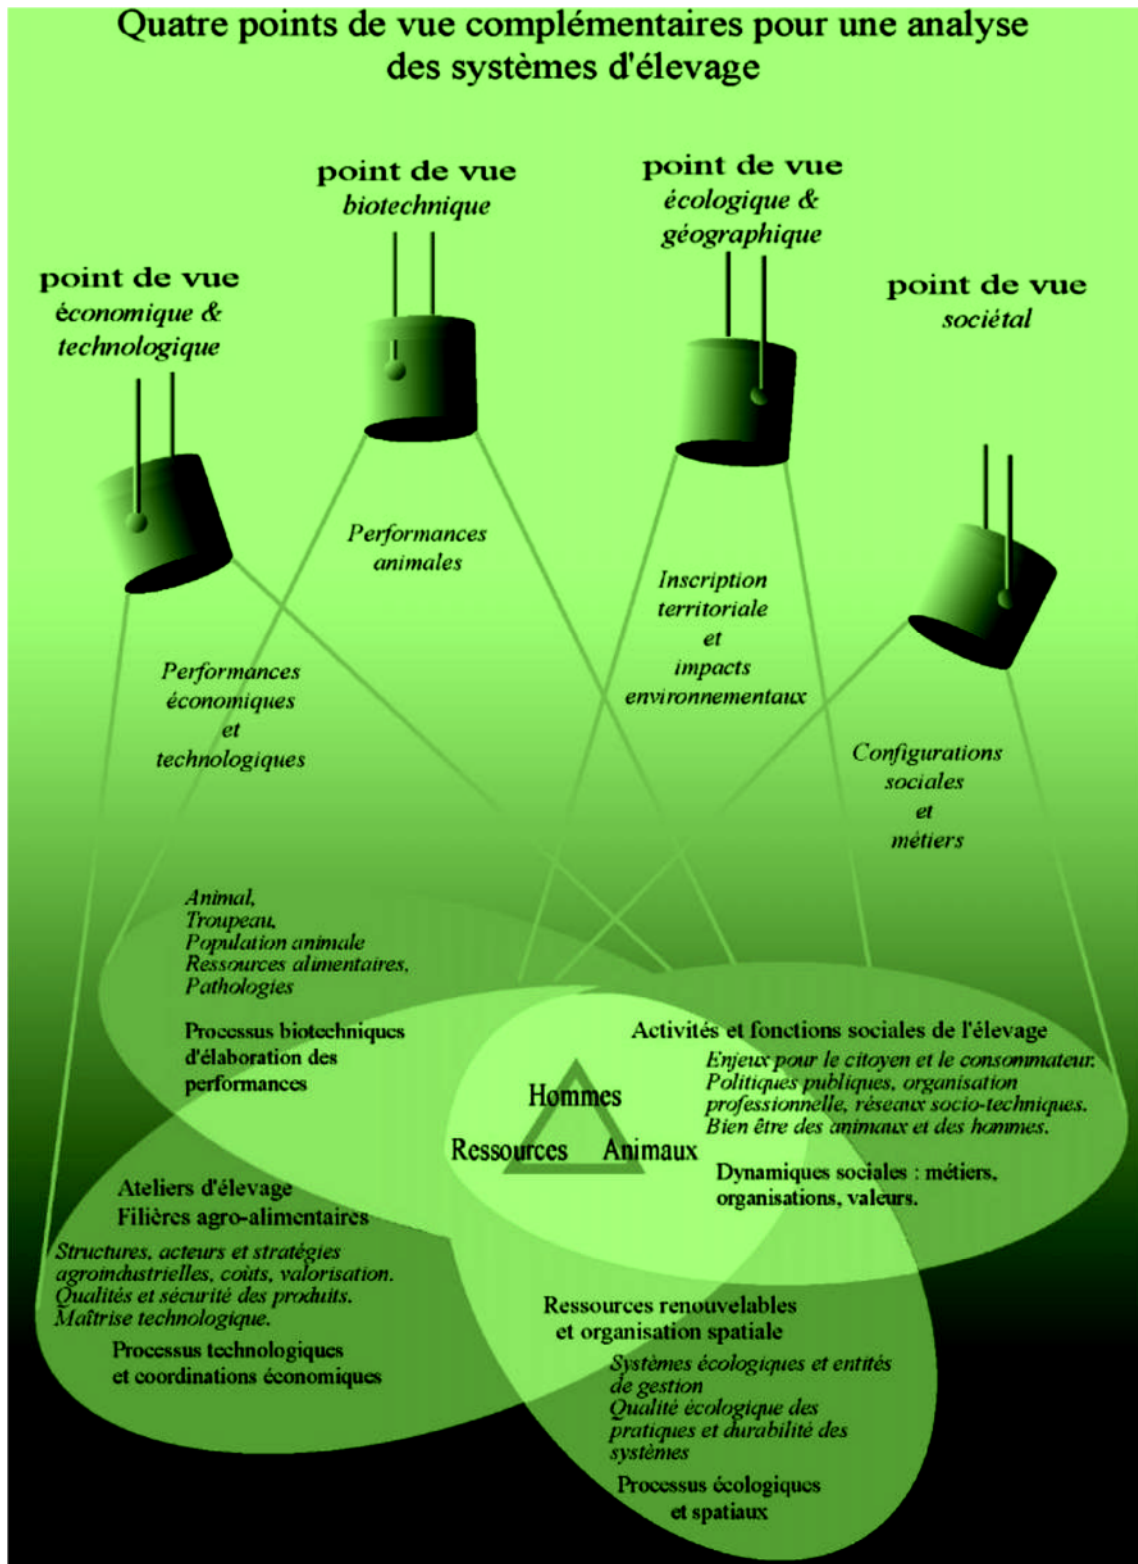 Quatre points de vue complémentaires pour une analyse
des systèmes d'élevage
point de vue
économique &
technologique
point de vue
biotechnique
point de vue
écologique &
géographique
point de vue
sociétal
Performances
économiques
et
technologiques
Performances
animales
Inscription
territoriale
et
impacts
environnementaux
Configurations
sociales
et
métiers
Animal,
Troupeau,
Population animale
Ressources alimentaires,
Pathologies
Processus biotechniques
d'élaboration des
performances
Activités et fonctions sociales de l'élevage
Enjeux pour le citoyen et le consommateur.
Politiques publiques, organisation
professionnelle, réseaux socio-techniques.
Bien être des animaux et des hommes.
Dynamiques sociales : métiers,
organisations, valeurs.
Hommes
Ressources Animaux
Ateliers d'élevage
Filières agro-alimentaires
Structures, acteurs et stratégies
agroindustrielles, coùts, valorisation.
Qualités et sécurité des produits.
Maîtrise technologique.
Processus technologiques
et coordinations économiques
Ressources renouvelables
et organisation spatiale
Systèmes écologiques et entités
de gestion
Qualité écologique des
pratiques et durabilité des
systèmes
Processus écologiques
et spatiaux